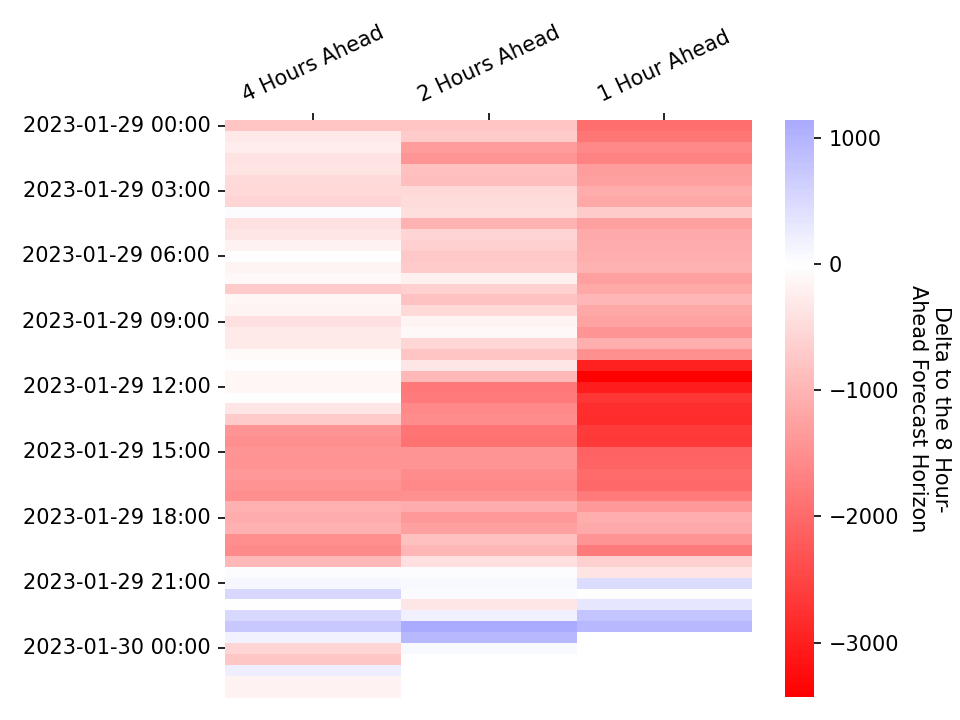 4 Hours Ahead
2 Hours Ahead
1 Hour Ahead
2023-01-29 00:00
2023-01-29 03:00
2023-01-29 06:00
2023-01-29 09:00
2023-01-29 12:00
2023-01-29 15:00
2023-01-29 18:00
2023-01-29 21:00
2023-01-30 00:00
1000
0
−1000
−2000
−3000
Delta to the 8 Hour-
Ahead Forecast Horizon